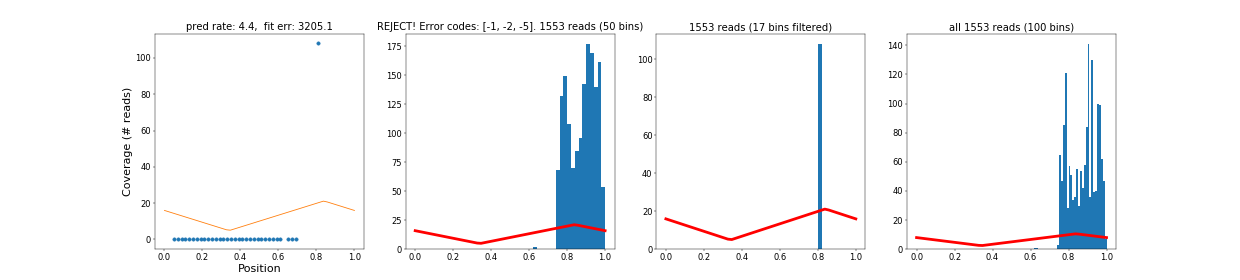 pred rate: 4.4,  fit err: 3205.1
Coverage (# reads)
100
80
60
40
20
0
0.0 0.2 0.4 0.6 0.8 1.0
Position
REJECT! Error codes: [-1, -2, -5]. 1553 reads (50 bins)
175
150
125
100
75
50
25
0
0.0 0.2 0.4 0.6 0.8 1.0
1553 reads (17 bins filtered)
100
80
60
40
20
0
0.0 0.2 0.4 0.6 0.8 1.0
all 1553 reads (100 bins)
140
120
100
80
60
40
20
0
0.0 0.2 0.4 0.6 0.8 1.0